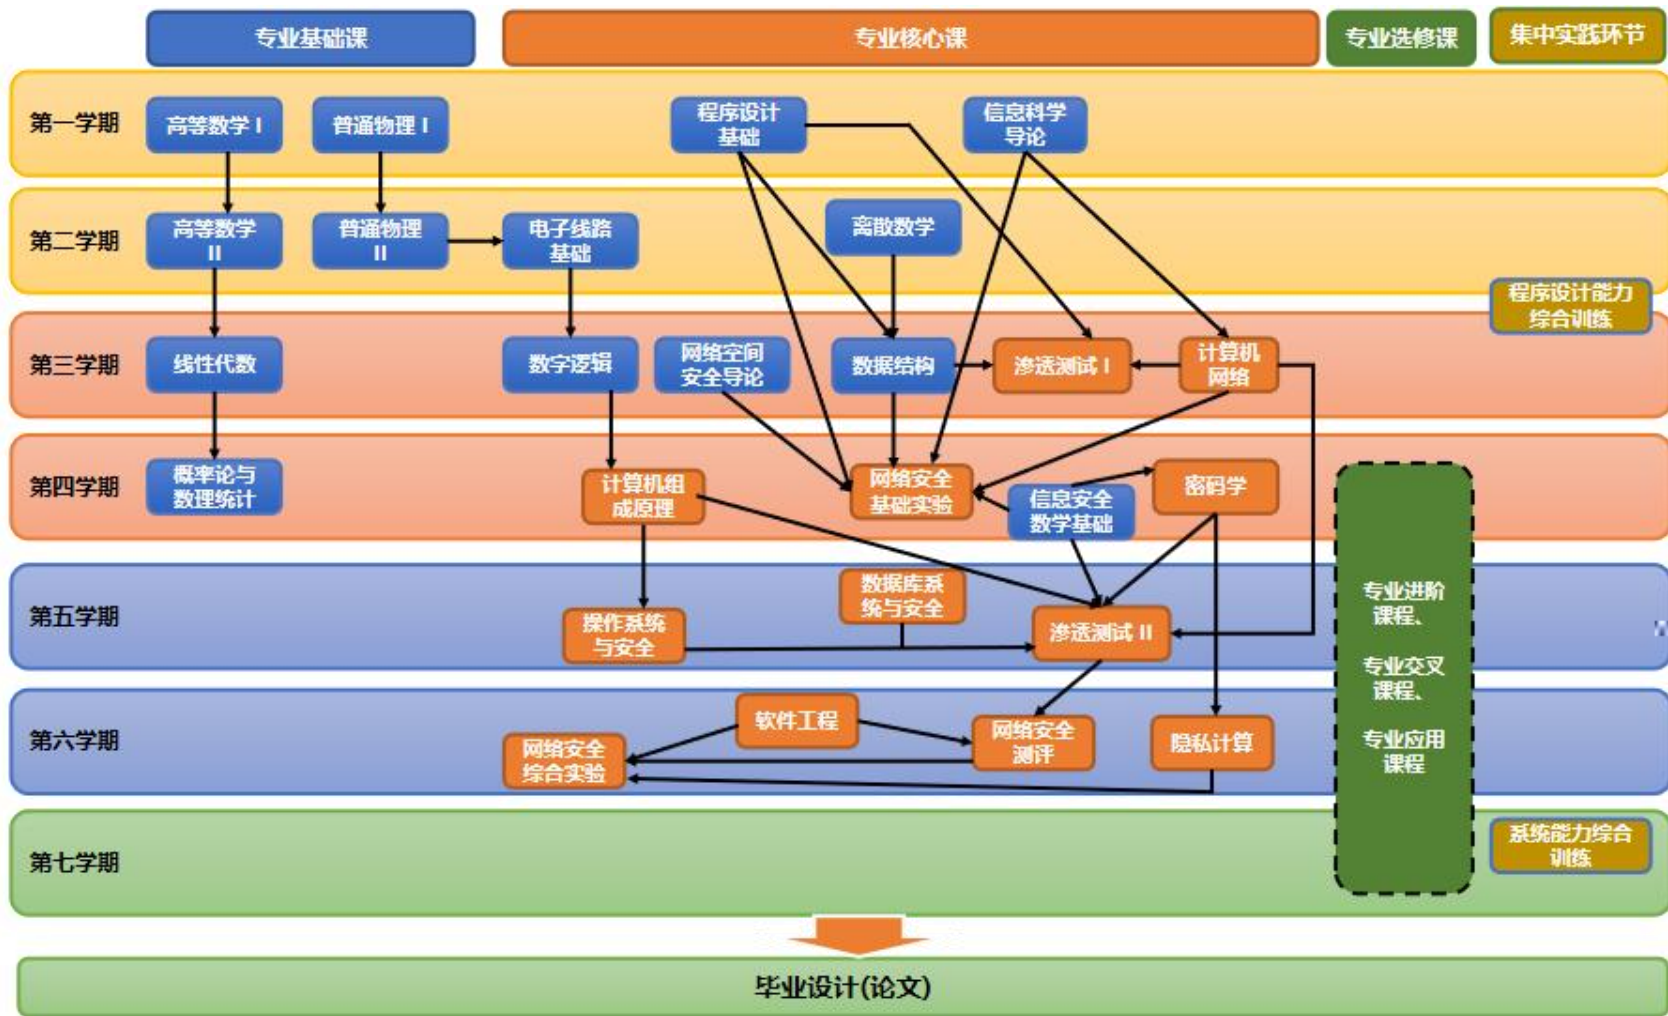 专业基础课
专业核心课
专业选修课
集中实践环节
第一学期
高等数学 I
普通物理 I
程序设计
基础
信息科学
导论
第二学期
高等数学
II
普通物理
II
电子线路
基础
离散数学
程序设计能力
综合训练
第三学期
线性代数
数字逻辑
网络空间
安全导论
数据结构
渗透测试 I
计算机
网络
第四学期
概率论与
数理统计
计算机组
成原理
网络安全
基础实验
信息安全
数学基础
密码学
第五学期
操作系统
与安全
数据库系
统与安全
渗透测试 II
专业进阶
课程、
专业交叉
课程、
专业应用
课程
第六学期
网络安全
综合实验
软件工程
网络安全
测评
隐私计算
第七学期
系统能力综合
训练
毕业设计(论文)